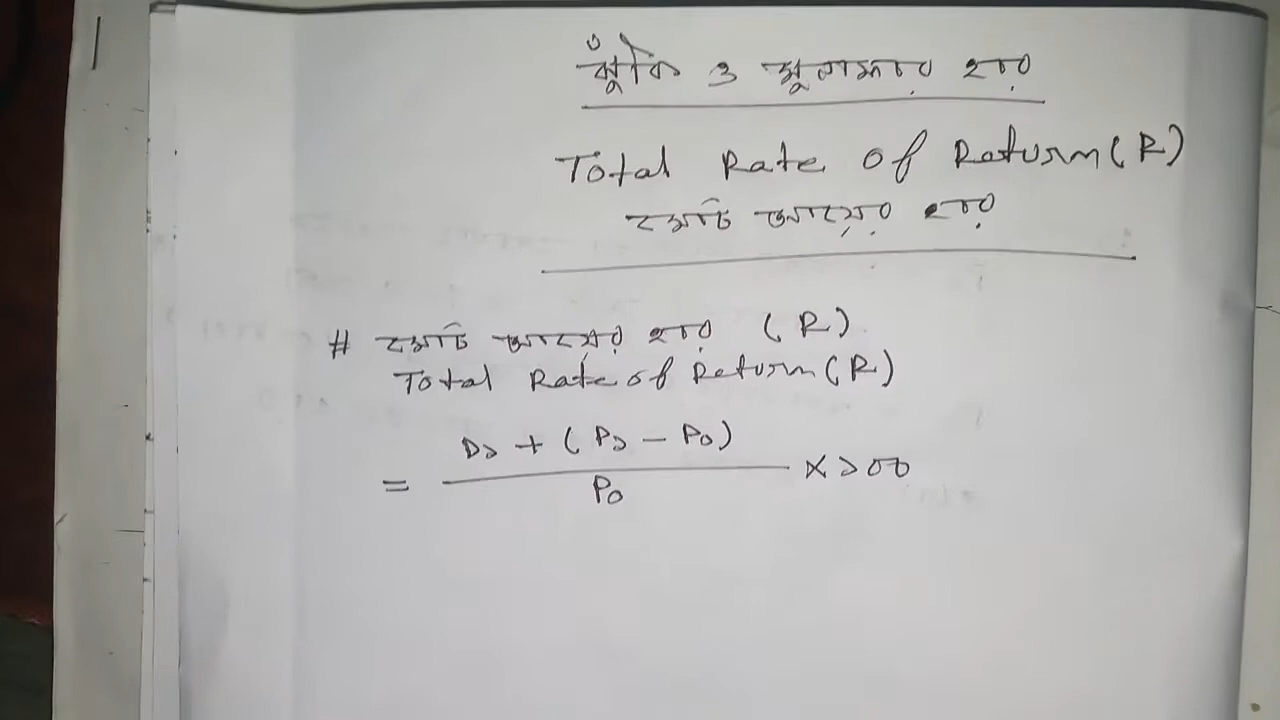 ঝুঁকি ও মুনাফার হার
Total Rate Of Return (R)
মোট আয়ের হার
# মোট আয়ের হার (R)
Total Rate of Return (R)
D১ + (P১ - P০)
= ――― × ১০০
P০